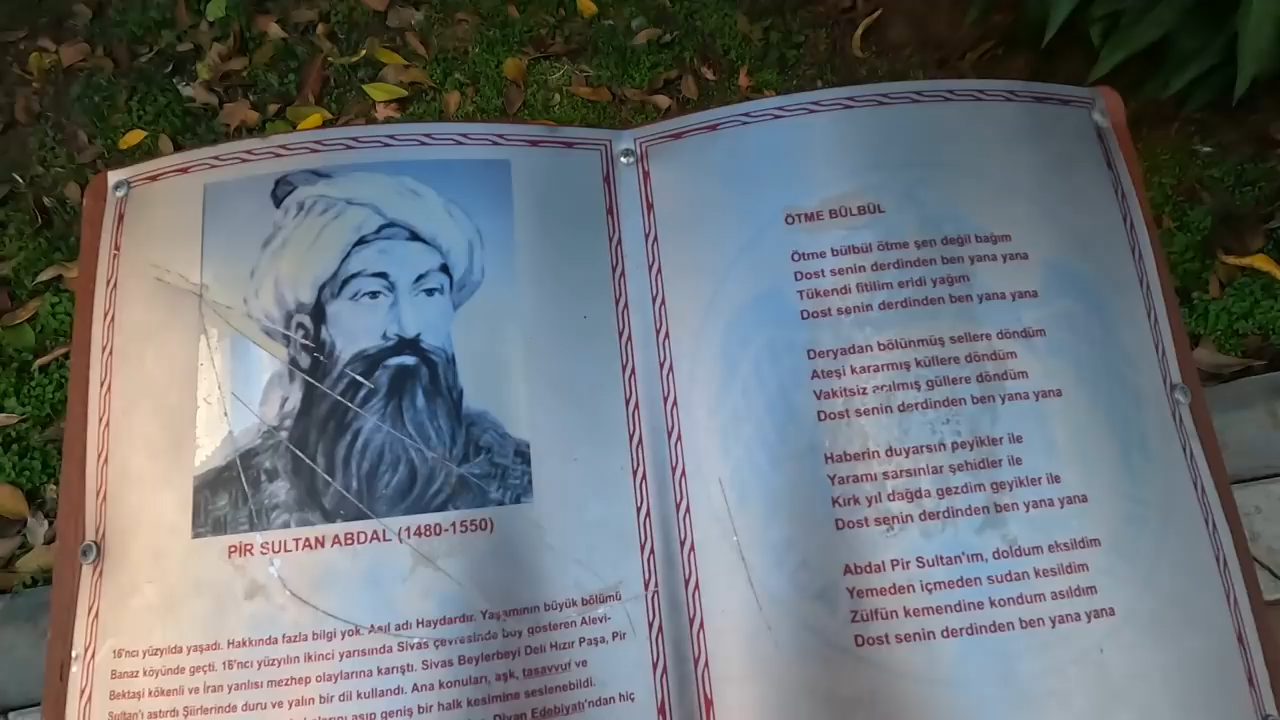 PİR SULTAN ABDAL (1480-1550)
16'ncı yüzyılda yaşadı. Hakkında fazla bilgi yok. Asıl adı Haydardır. Yaşamının büyük bölümü
Banaz köyünde geçti. 16'ncı yüzyılın ikinci yarısında Sivas çevresinde boy gösteren Alevi-
Bektaşi kökenli ve İran yanlısı mezhep olaylarına karıştı. Sivas Beylerbeyi Deli Hızır Paşa, Pir
Sultan'ı astırdı Şiirlerinde duru ve yalın bir dil kullandı. Ana konuları, aşk, tasavvuf ve
aşıp geniş bir halk kesimine seslenebildi.
Divan Edebiyatı'ndan hiç
ÖTME BÜLBÜL
Ötme bülbül ötme şen değil bağım
Dost senin derdinden ben yana yana
Tükendi fitilim eridi yağım
Dost senin derdinden ben yana yana
Deryadan bölünmüş sellere döndüm
Ateşi kararmış küllere döndüm
Vakitsiz açılmış güllere döndüm
Dost senin derdinden ben yana yana
Haberin duyarsın peyikler ile
Yaramı sarsınlar şehidler ile
Kırk yıl dağda gezdim geyikler ile
Dost senin derdinden ben yana yana
Abdal Pir Sultan'ım, doldum eksildim
Yemeden içmeden sudan kesildim
Zülfün kemendine kondum asıldım
Dost senin derdinden ben yana yana